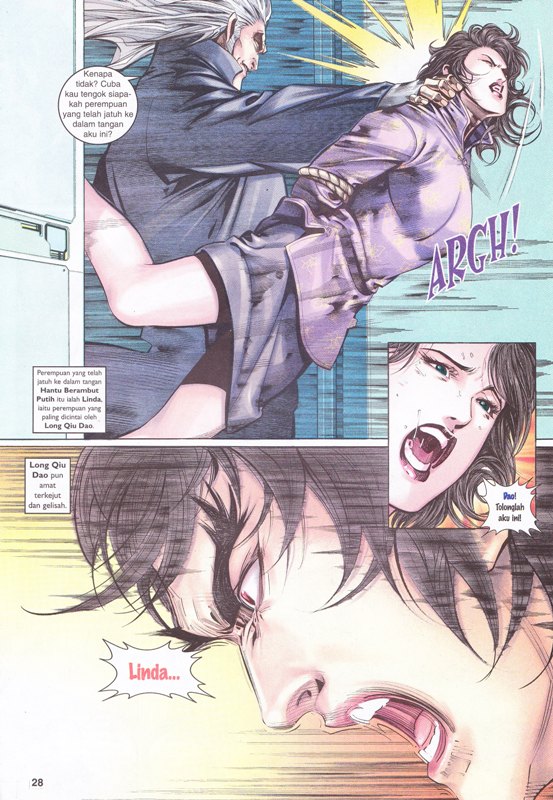 Kenapa
tidak? Cuba
kau tengok siapa-
kah perempuan
yang telah jatuh ke
dalam tangan
aku ini?
ARGH!
Perempuan yang telah
jatuh ke dalam tangan
Hantu Berambut
Putih itu ialah Linda,
iaitu perempuan yang
paling dicintai oleh
Long Qiu Dao.
Dao!
Tolonglah
aku ini!
Long Qiu
Dao pun
amat
terkejut
dan gelisah.
Linda...
28